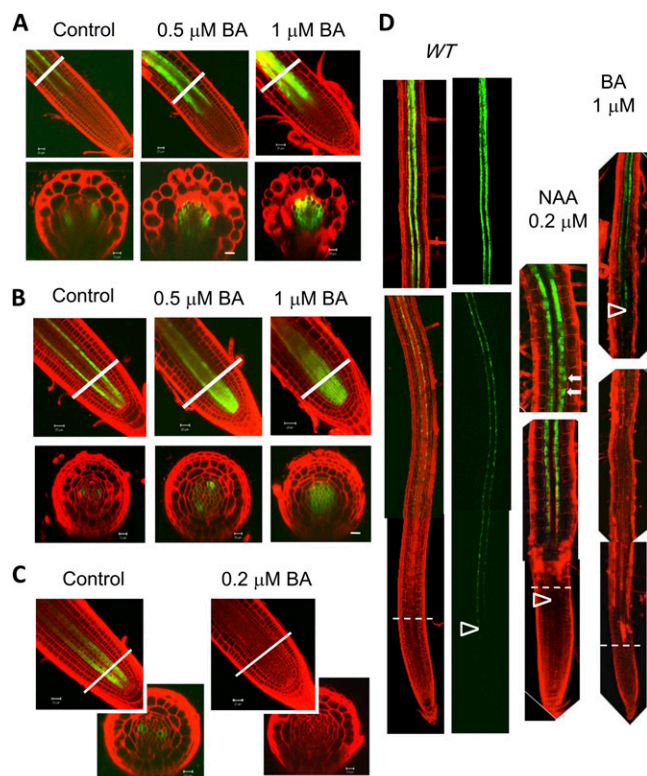 A
Control
0.5 μM BA
1 μM BA
B
Control
0.5 μM BA
1 μM BA
C
Control
0.2 μM BA
D
WT
NAA
0.2 μM
BA
1 μM